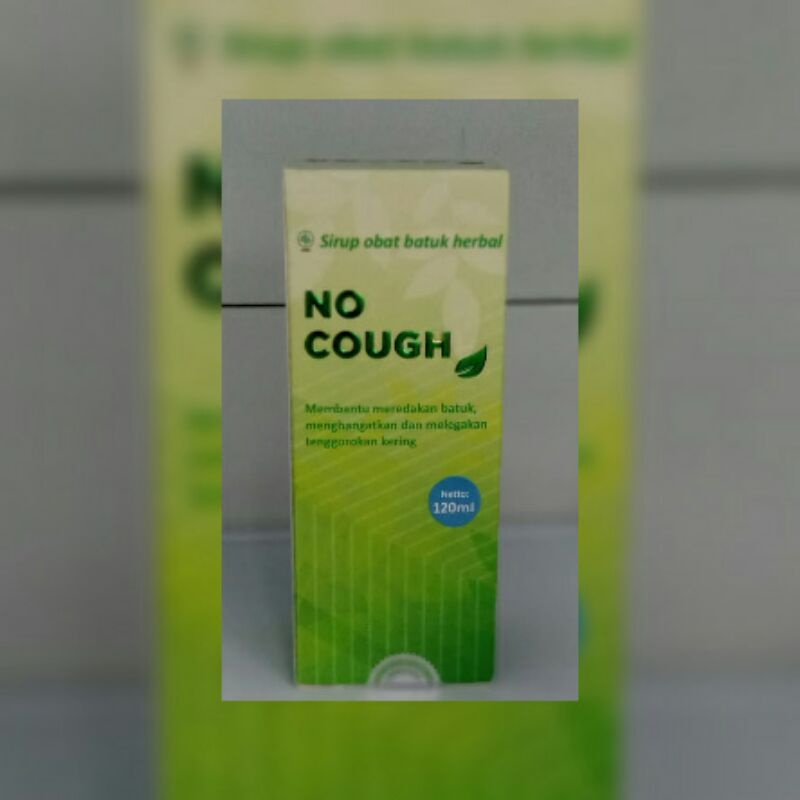 Sirup obat batuk herbal
NO
COUGH
Membantu meredakan batuk,
menghangatkan dan melegakan
tenggorokan kering
Netto:
120ml